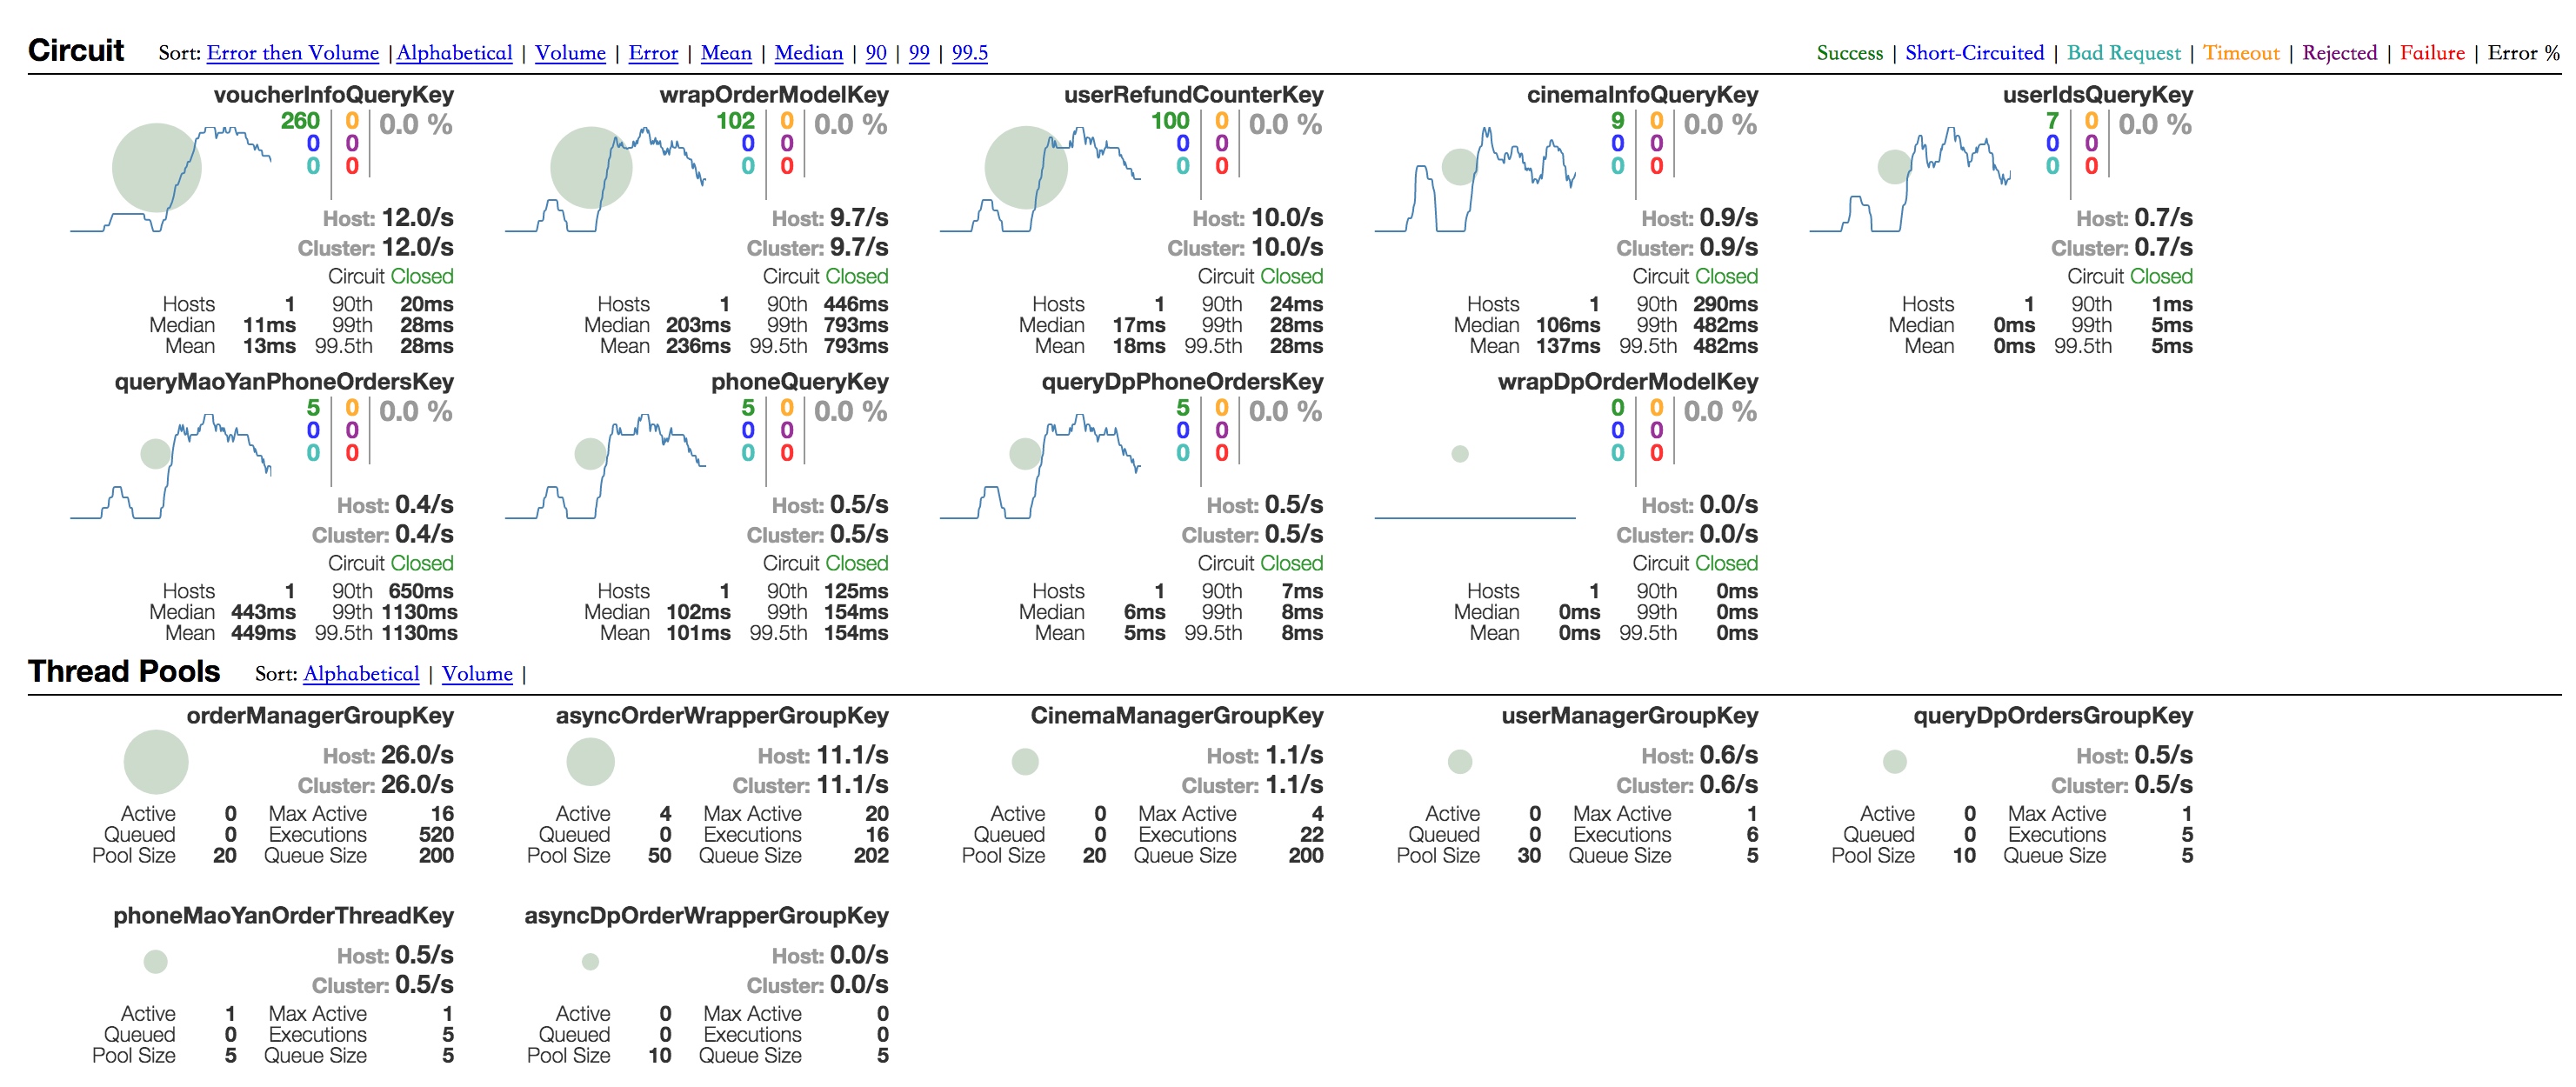 Circuit Sort: Error then Volume | Alphabetical | Volume | Error | Mean | Median | 90 | 99 | 99.5 Success | Short-Circuited | Bad Request | Timeout | Rejected | Failure | Error %
voucherInfoQueryKey wrapOrderModelKey userRefundCounterKey cinemaInfoQueryKey userIdsQueryKey
260 0 0.0 % 102 0 0.0 % 100 0 0.0 % 9 0 0.0 % 7 0 0.0 %
0 0 0 0 0 0 0 0 0 0
0 0 0 0 0 0 0 0 0 0
Host: 12.0/s Host: 9.7/s Host: 10.0/s Host: 0.9/s Host: 0.7/s
Cluster: 12.0/s Cluster: 9.7/s Cluster: 10.0/s Cluster: 0.9/s Cluster: 0.7/s
Circuit Closed Circuit Closed Circuit Closed Circuit Closed Circuit Closed
Hosts 1 90th 20ms Hosts 1 90th 446ms Hosts 1 90th 24ms Hosts 1 90th 290ms Hosts 1 90th 1ms
Median 11ms 99th 28ms Median 203ms 99th 793ms Median 17ms 99th 28ms Median 106ms 99th 482ms Median 0ms 99th 5ms
Mean 13ms 99.5th 28ms Mean 236ms 99.5th 793ms Mean 18ms 99.5th 28ms Mean 137ms 99.5th 482ms Mean 0ms 99.5th 5ms
queryMaoYanPhoneOrdersKey phoneQueryKey queryDpPhoneOrdersKey wrapDpOrderModelKey
5 0 0.0 % 5 0 0.0 % 5 0 0.0 % 0 0 0.0 %
0 0 0 0 0 0 0 0
0 0 0 0 0 0 0 0
Host: 0.4/s Host: 0.5/s Host: 0.5/s Host: 0.0/s
Cluster: 0.4/s Cluster: 0.5/s Cluster: 0.5/s Cluster: 0.0/s
Circuit Closed Circuit Closed Circuit Closed Circuit Closed
Hosts 1 90th 650ms Hosts 1 90th 125ms Hosts 1 90th 7ms Hosts 1 90th 0ms
Median 443ms 99th 1130ms Median 102ms 99th 154ms Median 6ms 99th 8ms Median 0ms 99th 0ms
Mean 449ms 99.5th 1130ms Mean 101ms 99.5th 154ms Mean 5ms 99.5th 8ms Mean 0ms 99.5th 0ms
Thread Pools Sort: Alphabetical | Volume |
orderManagerGroupKey asyncOrderWrapperGroupKey CinemaManagerGroupKey userManagerGroupKey queryDpOrdersGroupKey
Host: 26.0/s Host: 11.1/s Host: 1.1/s Host: 0.6/s Host: 0.5/s
Cluster: 26.0/s Cluster: 11.1/s Cluster: 1.1/s Cluster: 0.6/s Cluster: 0.5/s
Active 0 Max Active 16 Active 4 Max Active 20 Active 0 Max Active 4 Active 0 Max Active 1 Active 0 Max Active 1
Queued 0 Executions 520 Queued 0 Executions 16 Queued 0 Executions 22 Queued 0 Executions 6 Queued 0 Executions 5
Pool Size 20 Queue Size 200 Pool Size 50 Queue Size 202 Pool Size 20 Queue Size 200 Pool Size 30 Queue Size 5 Pool Size 10 Queue Size 5
phoneMaoYanOrderThreadKey asyncDpOrderWrapperGroupKey
Host: 0.5/s Host: 0.0/s
Cluster: 0.5/s Cluster: 0.0/s
Active 1 Max Active 1 Active 0 Max Active 0
Queued 0 Executions 5 Queued 0 Executions 0
Pool Size 5 Queue Size 5 Pool Size 10 Queue Size 5